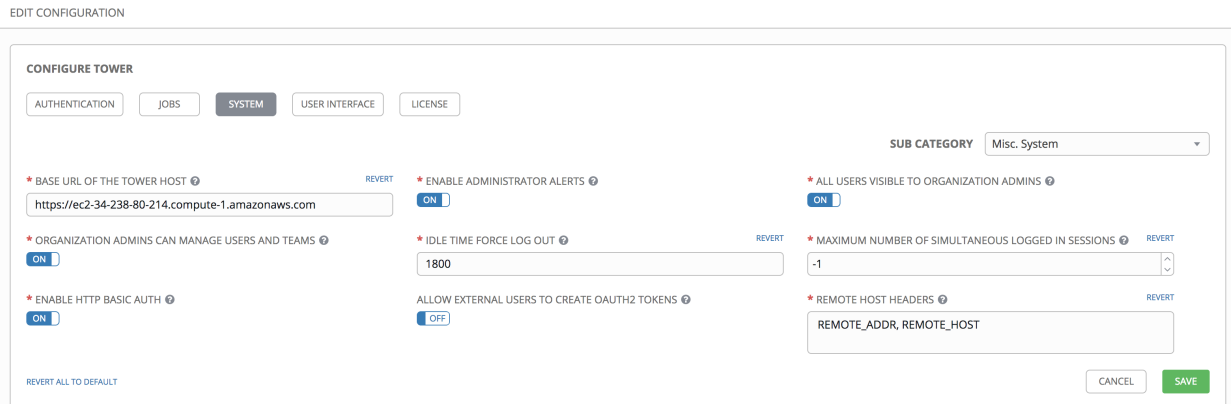 EDIT CONFIGURATION
CONFIGURE TOWER
AUTHENTICATION JOBS SYSTEM USER INTERFACE LICENSE
SUB CATEGORY Misc. System
* BASE URL OF THE TOWER HOST ? REVERT
https://ec2-34-238-80-214.compute-1.amazonaws.com
* ENABLE ADMINISTRATOR ALERTS ?
ON
* ALL USERS VISIBLE TO ORGANIZATION ADMINS ?
ON
* ORGANIZATION ADMINS CAN MANAGE USERS AND TEAMS ?
ON
* IDLE TIME FORCE LOG OUT ? REVERT
1800
* MAXIMUM NUMBER OF SIMULTANEOUS LOGGED IN SESSIONS ? REVERT
-1
* ENABLE HTTP BASIC AUTH ?
ON
ALLOW EXTERNAL USERS TO CREATE OAUTH2 TOKENS ?
OFF
* REMOTE HOST HEADERS ? REVERT
REMOTE_ADDR, REMOTE_HOST
REVERT ALL TO DEFAULT
CANCEL SAVE